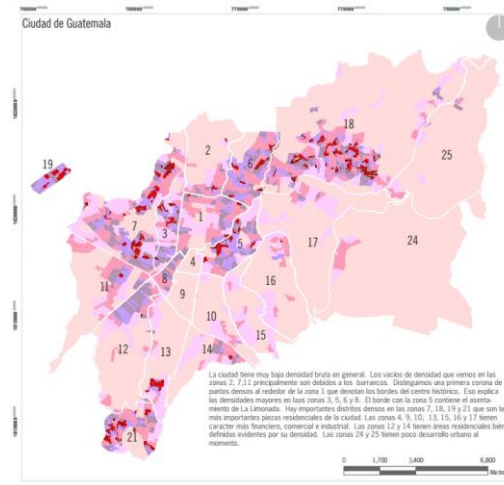 Ciudad de Guatemala
18
2
25
19
6
1
7
3
5
17
24
4
8
16
11
9
10
12
13
15
14
21
La ciudad tiene muy baja densidad bruta en general. Los vacíos de densidad que vemos en las
zonas 2, 7,11 principalmente son debidos a los barrancos. Distinguimos una primera corona de
puntos densos al rededor de la zona 1 que denotan los bordes del centro histórico. Eso explica
las densidades mayores en laas zonas 3, 5, 6 y 8. El borde con la zona 5 contiene el asenta-
miento de La Limonada. Hay importantes distritos densos en las zonas 7, 18, 19 y 21 que son la
más importantes piezas residenciales de la ciudad. Las zonas 4, 9, 10, 13, 15, 16 y 17 tienen
caracter más financiero, comercial e industrial. Las zonas 12 y 14 tienen áreas residenciales bien
definidas evidentes por su densidad. Las zonas 24 y 25 tienen poco desarrollo urbano al
momento.
0 1,700 3,400 6,800